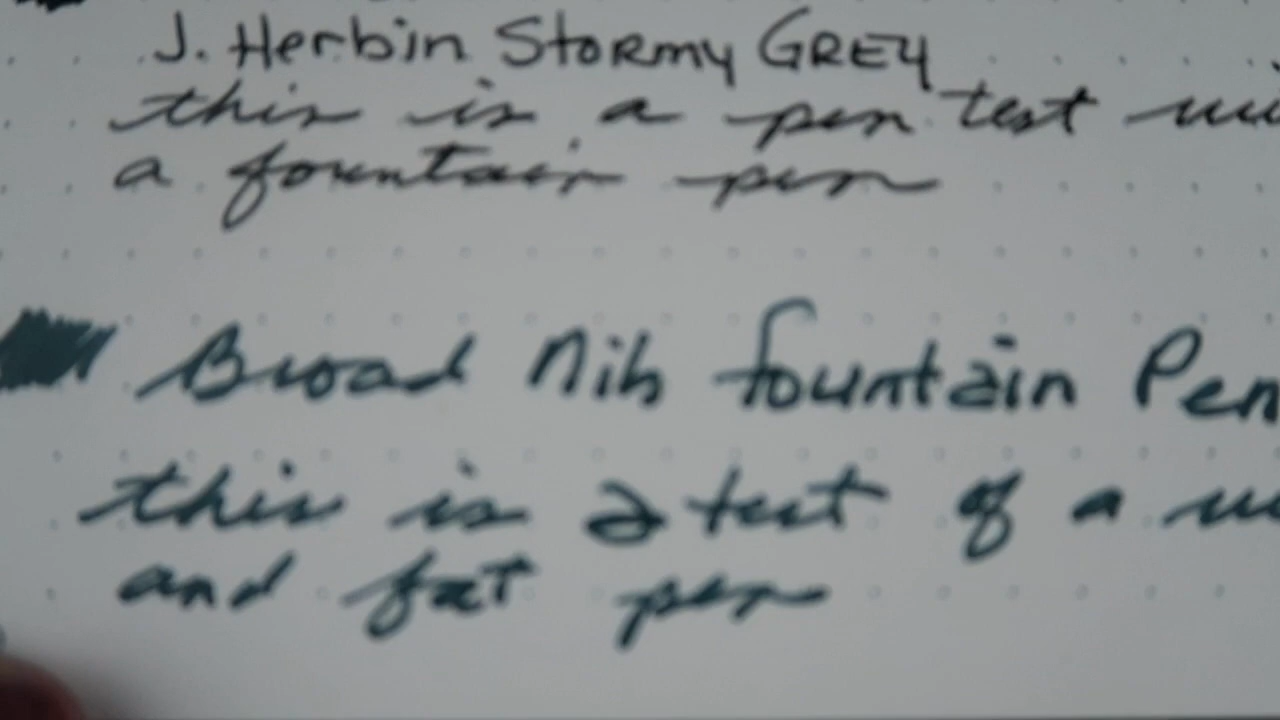 J. Herbin Stormy Grey
this is a pen test
a fountain pen
Broad Nib fountain Pen
this is a test of a
and fat pen